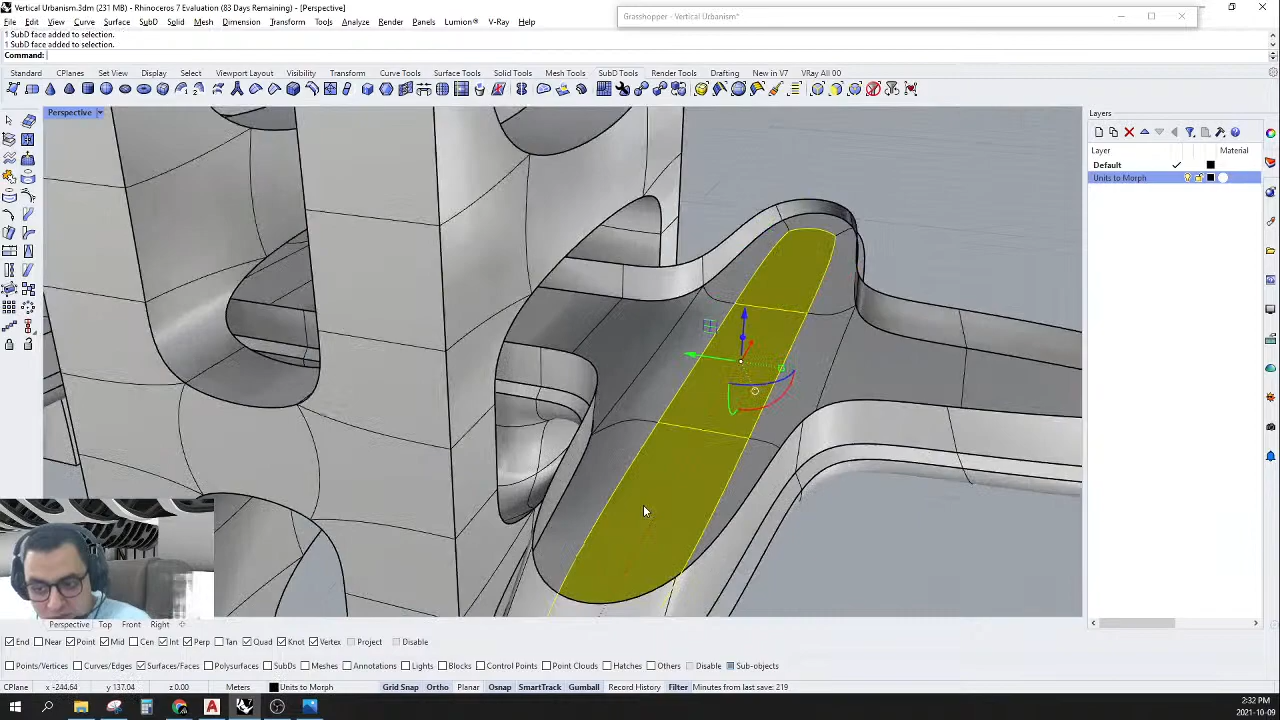 Vertical Urbanism.3dm (231 MB) - Rhinoceros 7 Evaluation (83 Days Remaining) - [Perspective]
Grasshopper - Vertical Urbanism*
File Edit View Curve Surface SubD Solid Mesh Dimension Transform Tools Analyze Render Panels Lumion® V-Ray Help
1 SubD face added to selection.
1 SubD face added to selection.
Command:
Standard CPlanes Set View Display Select Viewport Layout Visibility Transform Curve Tools Surface Tools Solid Tools Mesh Tools SubD Tools Render Tools Drafting New in V7 VRay All 00
Perspective
Layers
Layer Material
Default
Units to Morph
Perspective Top Front Right
End Near Point Mid Cen Int Perp Tan Quad Knot Vertex Project Disable
Points/Vertices Curves/Edges Surfaces/Faces Polysurfaces SubDs Meshes Annotations Lights Blocks Control Points Point Clouds Hatches Others Disable Sub-objects
CPlane x -244.64 y 137.04 z 0.00 Meters Units to Morph Grid Snap Ortho Planar Osnap SmartTrack Gumball Record History Filter Minutes from last save: 219
2:32 PM
2021-10-09